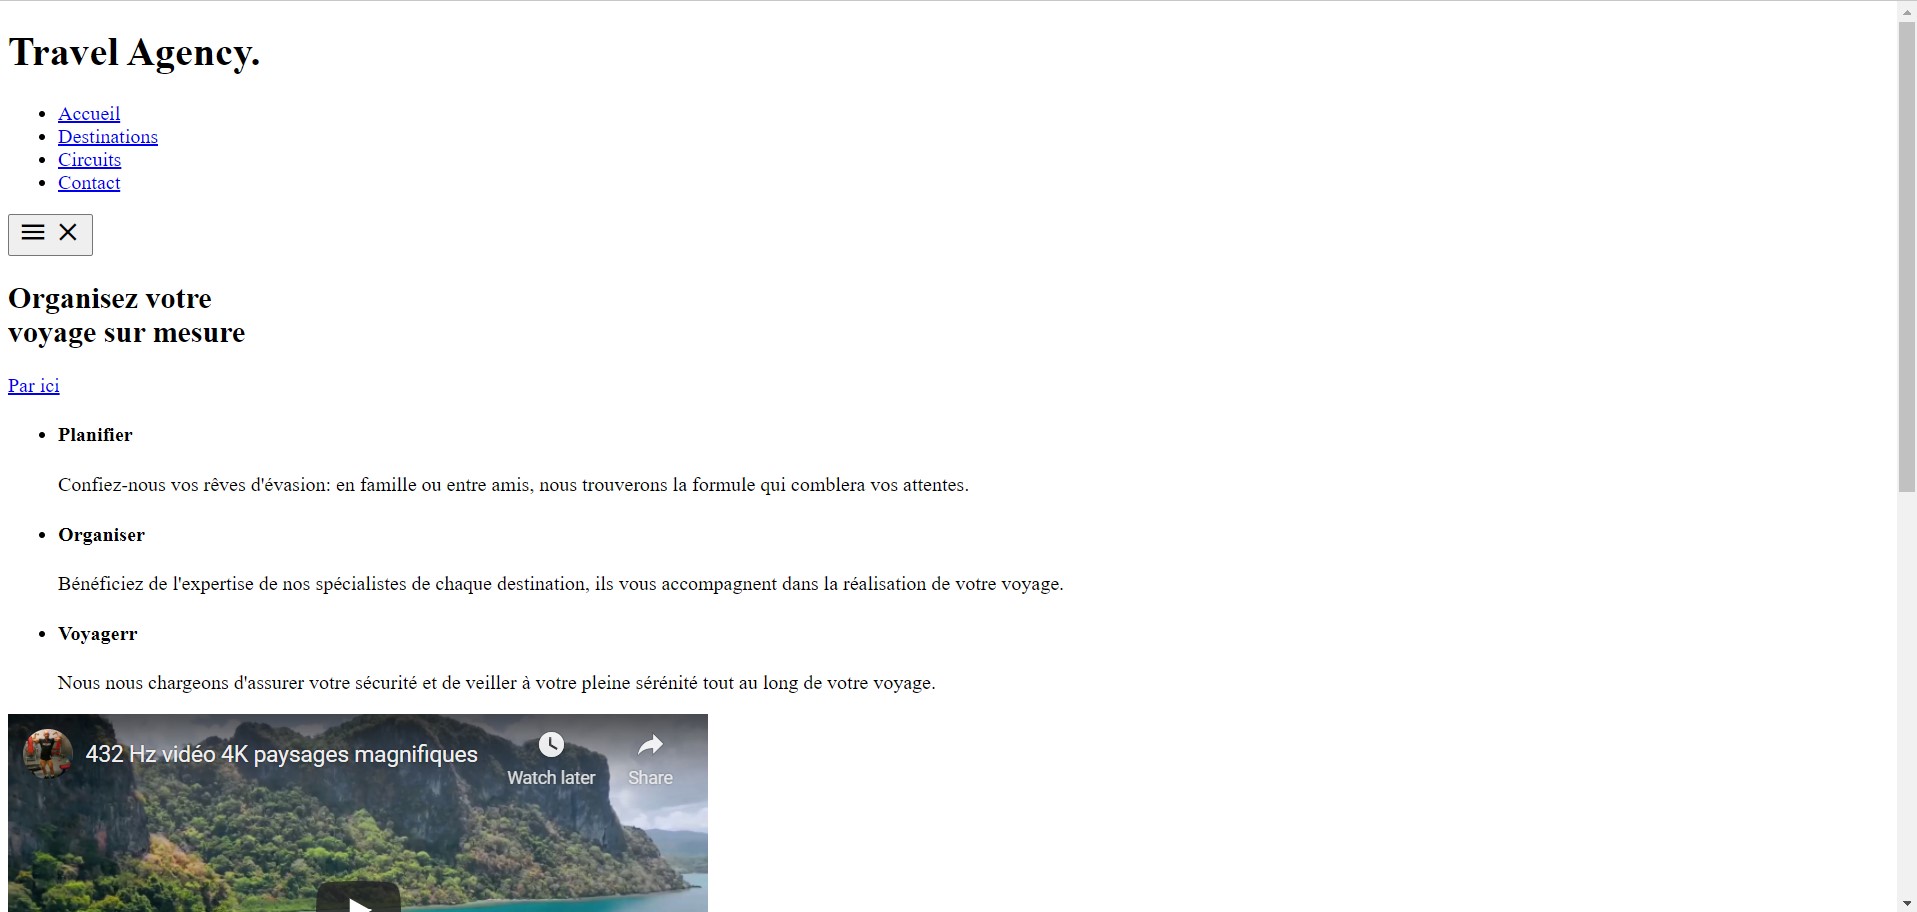 Travel Agency.
Accueil
Destinations
Circuits
Contact
Organisez votre
voyage sur mesure
Par ici
Planifier
Confiez-nous vos rêves d'évasion: en famille ou entre amis, nous trouverons la formule qui comblera vos attentes.
Organiser
Bénéficiez de l'expertise de nos spécialistes de chaque destination, ils vous accompagnent dans la réalisation de votre voyage.
Voyagerr
Nous nous chargeons d'assurer votre sécurité et de veiller à votre pleine sérénité tout au long de votre voyage.
432 Hz vidéo 4K paysages magnifiques
Watch later
Share